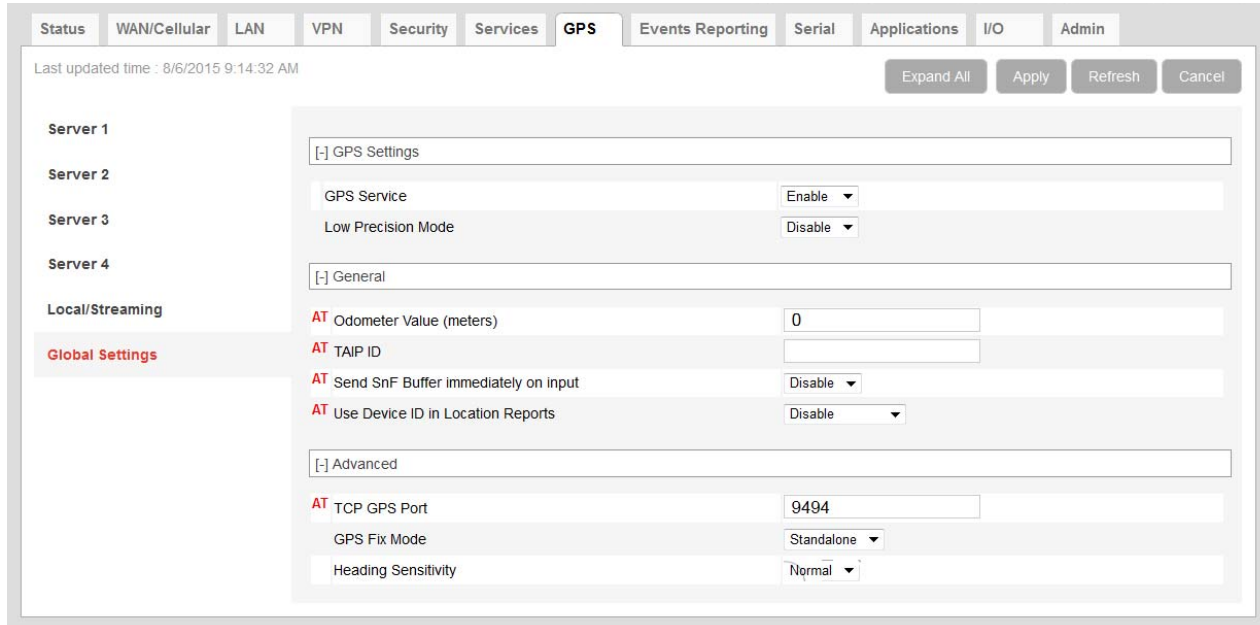 Status WAN/Cellular LAN VPN Security Services GPS Events Reporting Serial Applications I/O Admin
Last updated time : 8/6/2015 9:14:32 AM
Expand All Apply Refresh Cancel
Server 1
Server 2
Server 3
Server 4
Local/Streaming
Global Settings
[-] GPS Settings
GPS Service Enable
Low Precision Mode Disable
[-] General
AT Odometer Value (meters) 0
AT TAIP ID
AT Send SnF Buffer immediately on input Disable
AT Use Device ID in Location Reports Disable
[-] Advanced
AT TCP GPS Port 9494
GPS Fix Mode Standalone
Heading Sensitivity Normal